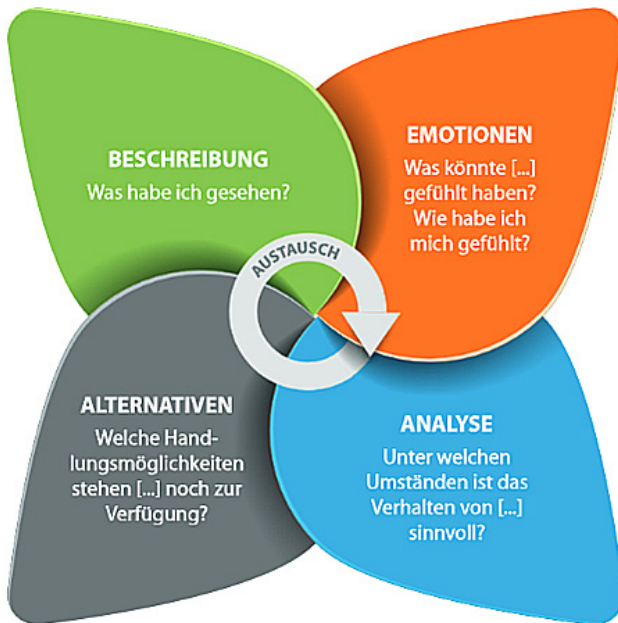 BESCHREIBUNG
Was habe ich gesehen?
EMOTIONEN
Was könnte [...]
gefühlt haben?
Wie habe ich
mich gefühlt?
AUSTAUSCH
ALTERNATIVEN
Welche Hand-
lungsmöglichkeiten
stehen [...] noch zur
Verfügung?
ANALYSE
Unter welchen
Umständen ist das
Verhalten von [...]
sinnvoll?